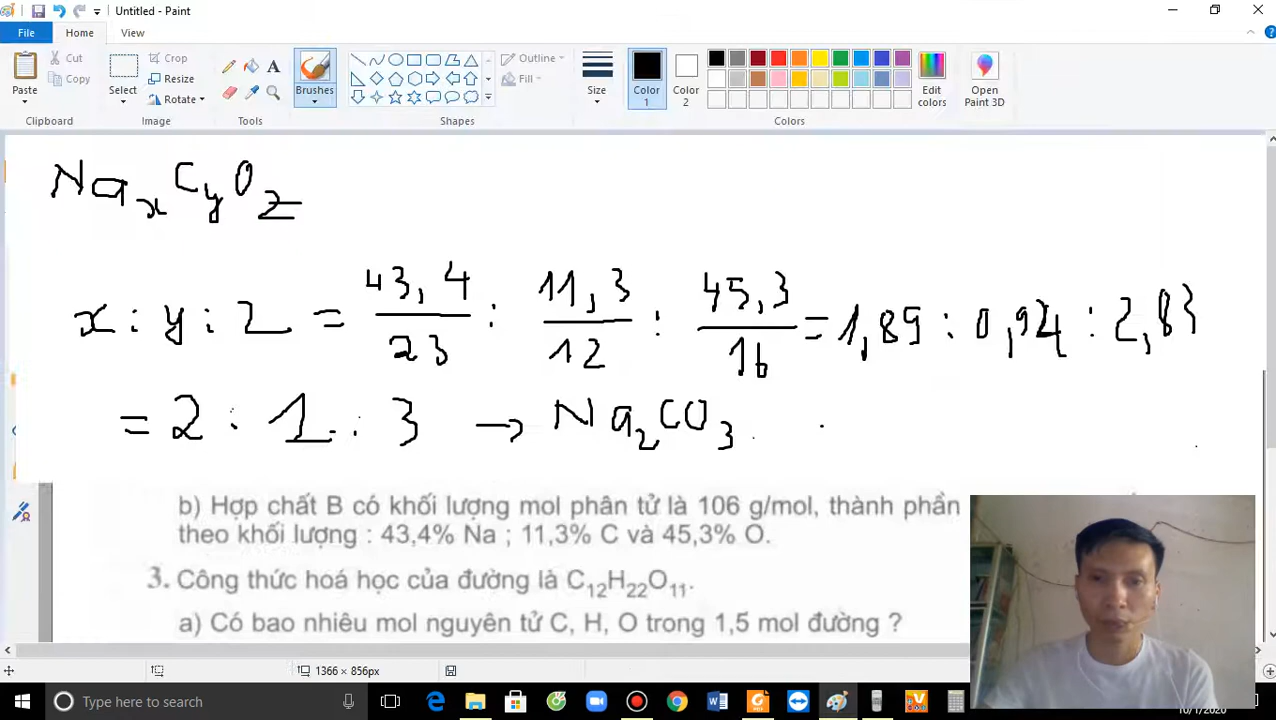 Untitled - Paint
File Home View
Paste
Cut
Copy
Select
Crop
Resize
Rotate
Brushes
Outline
Fill
Size
Color 1
Color 2
Edit colors
Open Paint 3D
Clipboard Image Tools Shapes Colors
NaxCyOz
x : y : z = 43,4/23 : 11,3/12 : 45,3/16 = 1,89 : 0,94 : 2,83
= 2 : 1 : 3 → Na₂CO₃
b) Hợp chất B có khối lượng mol phân tử là 106 g/mol, thành phần
theo khối lượng : 43,4% Na ; 11,3% C và 45,3% O.
3. Công thức hoá học của đường là C₁₂H₂₂O₁₁.
a) Có bao nhiêu mol nguyên tử C, H, O trong 1,5 mol đường ?
1366 × 856px
Type here to search
10/1/2020